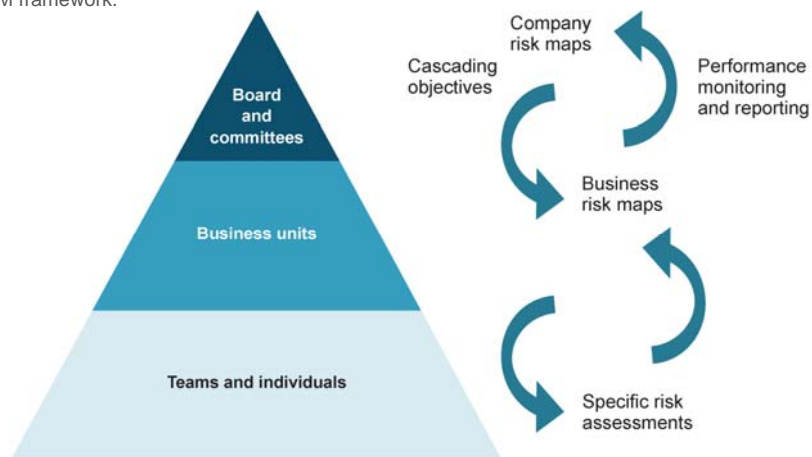 M framework.
Company
risk maps
Cascading
objectives
Performance
monitoring
and reporting
Board
and
committees
Business
risk maps
Business units
Teams and individuals
Specific risk
assessments